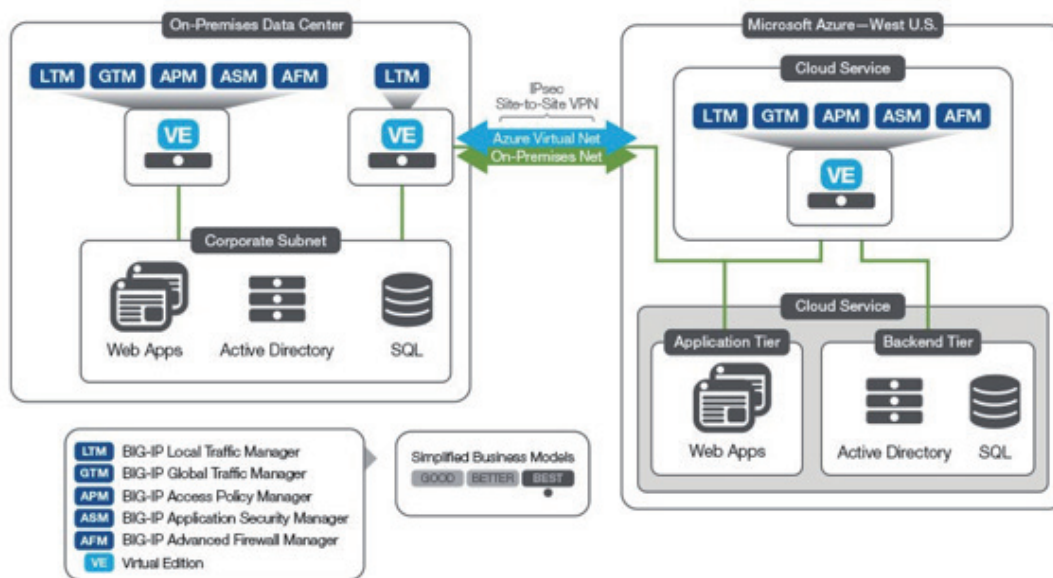 On-Premises Data Center
LTM GTM APM ASM AFM
LTM
VE
VE
Corporate Subnet
Web Apps
Active Directory
SQL
IPsec
Site-to-Site VPN
Azure Virtual Net
On-Premises Net
Microsoft Azure—West U.S.
Cloud Service
LTM GTM APM ASM AFM
VE
Cloud Service
Application Tier
Web Apps
Backend Tier
Active Directory
SQL
LTM BIG-IP Local Traffic Manager
GTM BIG-IP Global Traffic Manager
APM BIG-IP Access Policy Manager
ASM BIG-IP Application Security Manager
AFM BIG-IP Advanced Firewall Manager
VE Virtual Edition
Simplified Business Models
GOOD BETTER BEST